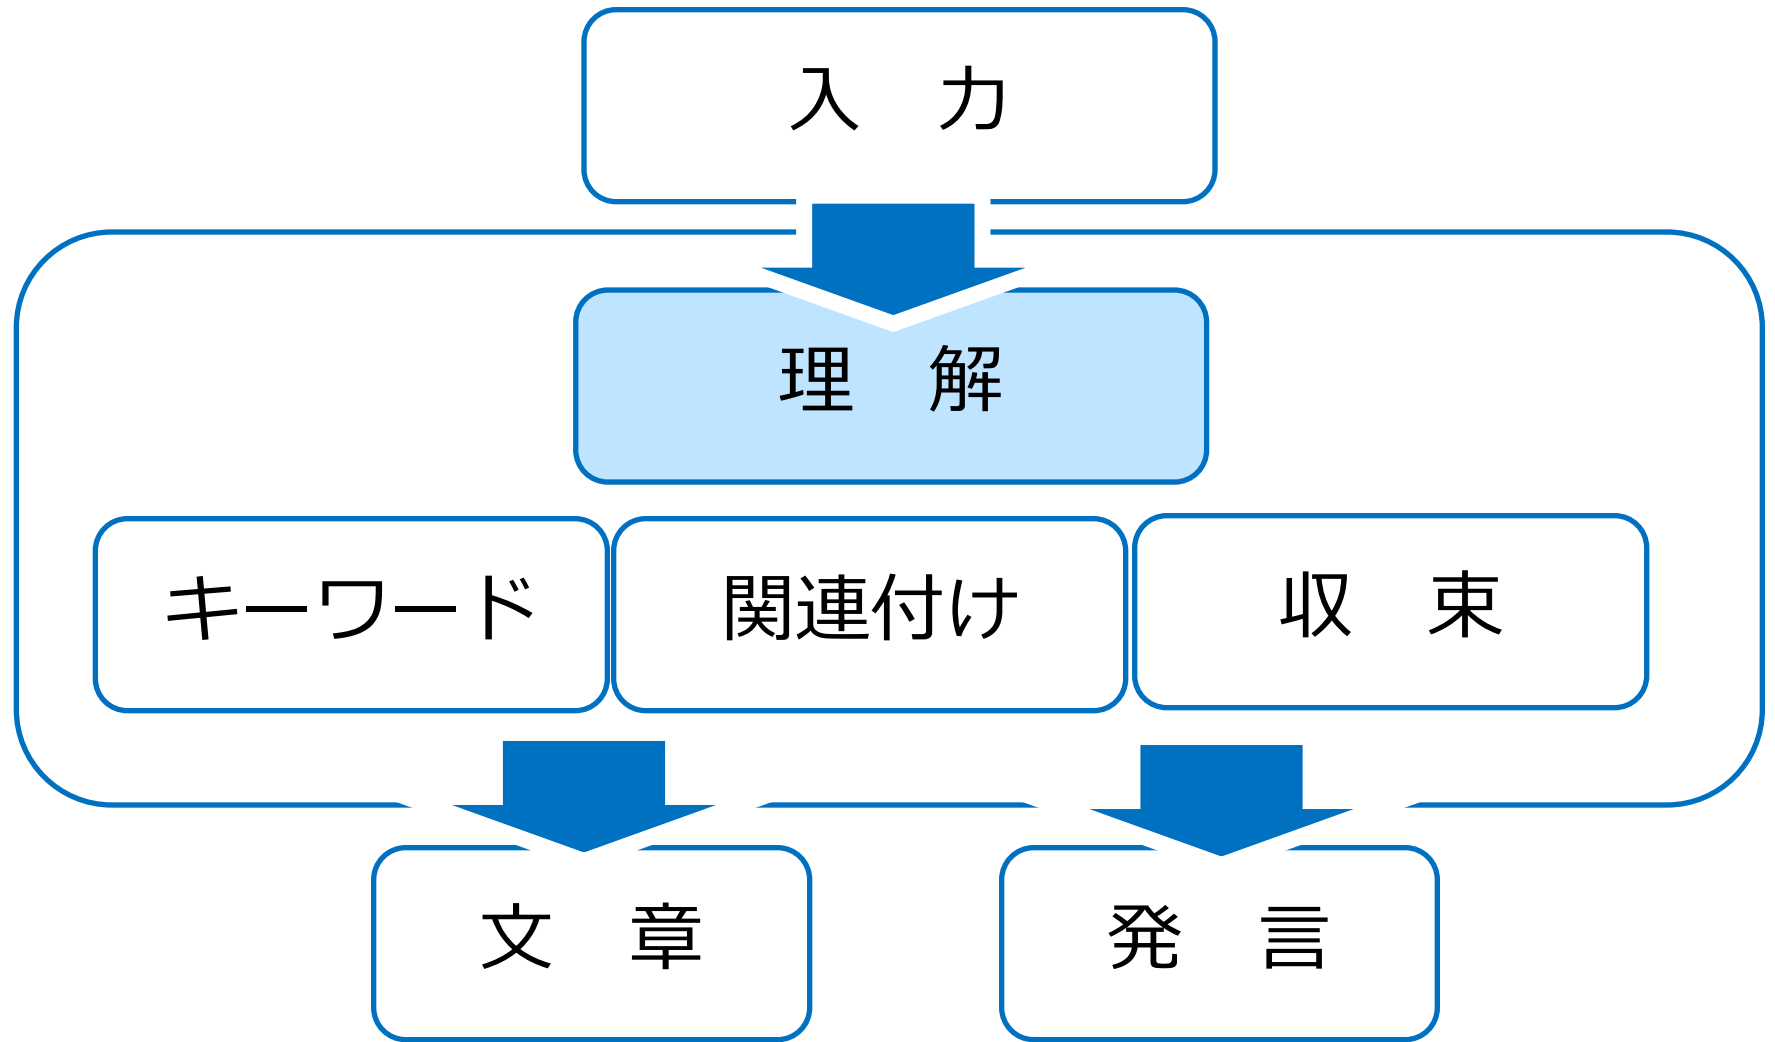 入　力
理　解
キーワード
関連付け
収　束
文　章
発　言